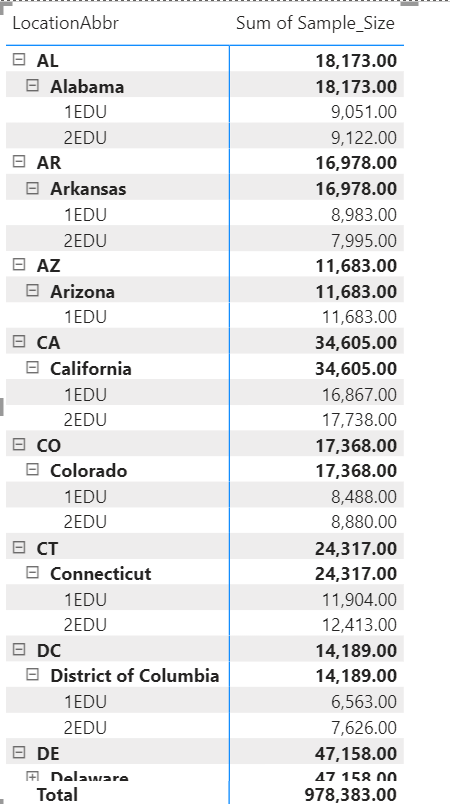 LocationAbbr Sum of Sample_Size
AL 18,173.00
Alabama 18,173.00
1EDU 9,051.00
2EDU 9,122.00
AR 16,978.00
Arkansas 16,978.00
1EDU 8,983.00
2EDU 7,995.00
AZ 11,683.00
Arizona 11,683.00
1EDU 11,683.00
CA 34,605.00
California 34,605.00
1EDU 16,867.00
2EDU 17,738.00
CO 17,368.00
Colorado 17,368.00
1EDU 8,488.00
2EDU 8,880.00
CT 24,317.00
Connecticut 24,317.00
1EDU 11,904.00
2EDU 12,413.00
DC 14,189.00
District of Columbia 14,189.00
1EDU 6,563.00
2EDU 7,626.00
DE 47,158.00
Delaware 47,158.00
Total 978,383.00